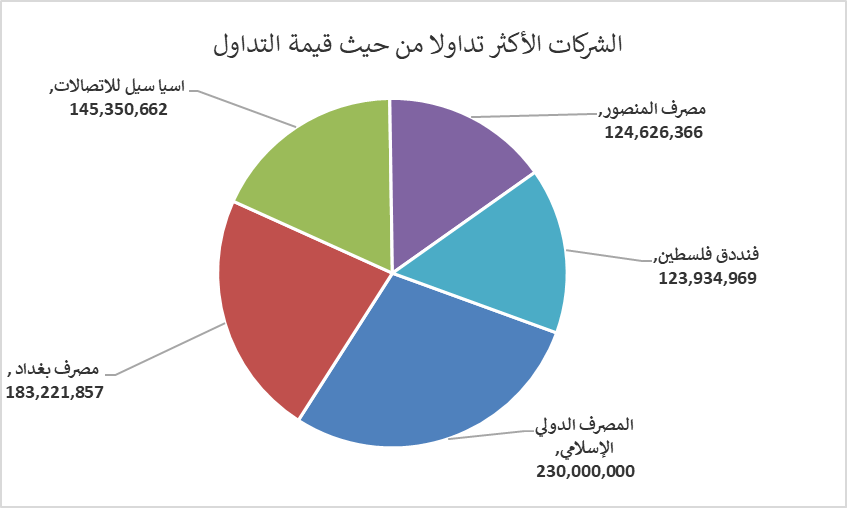 الشركات الأكثر تداولا من حيث قيمة التداول
مصرف المنصور,
124,626,366
فنددق فلسطين,
123,934,969
المصرف الدولي
الإسلامي,
230,000,000
مصرف بغداد ,
183,221,857
اسيا سيل للاتصالات,
145,350,662